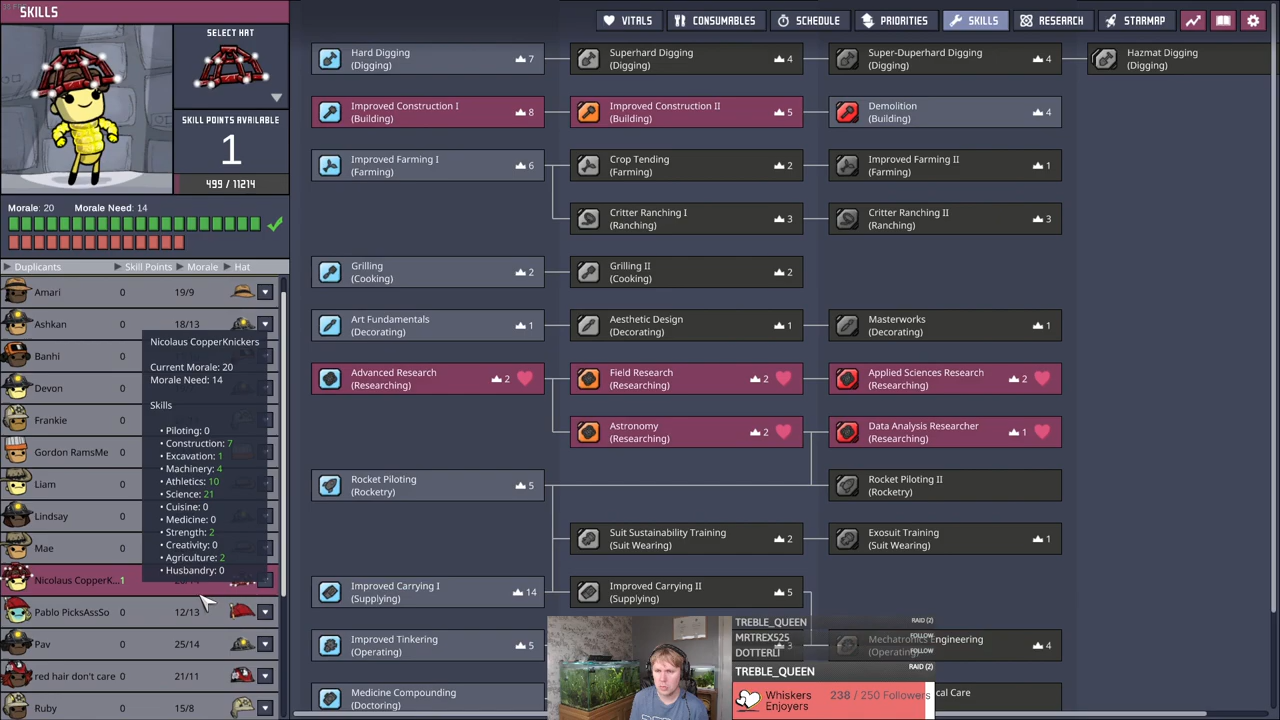 SKILLS
VITALS
CONSUMABLES
SCHEDULE
PRIORITIES
SKILLS
RESEARCH
STARMAP
SELECT HAT
SKILL POINTS AVAILABLE
1
499 / 11214
Morale: 20 Morale Need: 14
Duplicants Skill Points Morale Hat
Amari 0 19/9
Ashkan 0 18/13
Banhi
Devon
Frankie
Gordon RamsMe
Liam
Lindsay
Mae
Nicolaus CopperK... 1
Pablo PicksAssSo 0 12/13
Pav 0 25/14
red hair don't care 0 21/11
Ruby 0 15/8
Nicolaus CopperKnickers
Current Morale: 20
Morale Need: 14
Skills
• Piloting: 0
• Construction: 7
• Excavation: 1
• Machinery: 4
• Athletics: 10
• Science: 21
• Cuisine: 0
• Medicine: 0
• Strength: 2
• Creativity: 0
• Agriculture: 2
• Husbandry: 0
Hard Digging
(Digging)
7
Superhard Digging
(Digging)
4
Super-Duperhard Digging
(Digging)
4
Hazmat Digging
(Digging)
Improved Construction I
(Building)
8
Improved Construction II
(Building)
5
Demolition
(Building)
4
Improved Farming I
(Farming)
6
Crop Tending
(Farming)
2
Improved Farming II
(Farming)
1
Critter Ranching I
(Ranching)
3
Critter Ranching II
(Ranching)
3
Grilling
(Cooking)
2
Grilling II
(Cooking)
2
Art Fundamentals
(Decorating)
1
Aesthetic Design
(Decorating)
1
Masterworks
(Decorating)
1
Advanced Research
(Researching)
2
Field Research
(Researching)
2
Applied Sciences Research
(Researching)
2
Astronomy
(Researching)
2
Data Analysis Researcher
(Researching)
1
Rocket Piloting
(Rocketry)
5
Rocket Piloting II
(Rocketry)
Suit Sustainability Training
(Suit Wearing)
2
Exosuit Training
(Suit Wearing)
1
Improved Carrying I
(Supplying)
14
Improved Carrying II
(Supplying)
5
Improved Tinkering
(Operating)
5
3
Mechatronics Engineering
(Operating)
4
Medicine Compounding
(Doctoring)
cal Care
TREBLE_QUEEN RAID (2)
MRTREX525 FOLLOW
DOTTERLI FOLLOW
TREBLE_QUEEN RAID (2)
Whiskers
Enjoyers
238 / 250 Followers